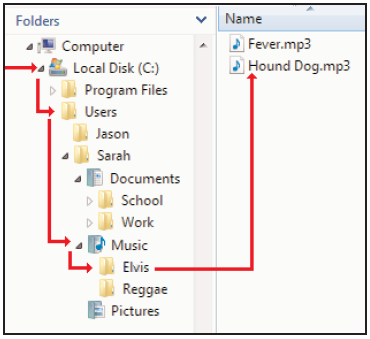 Folders
Computer
Local Disk (C:)
Program Files
Users
Jason
Sarah
Documents
School
Work
Music
Elvis
Reggae
Pictures
Name
Fever.mp3
Hound Dog.mp3